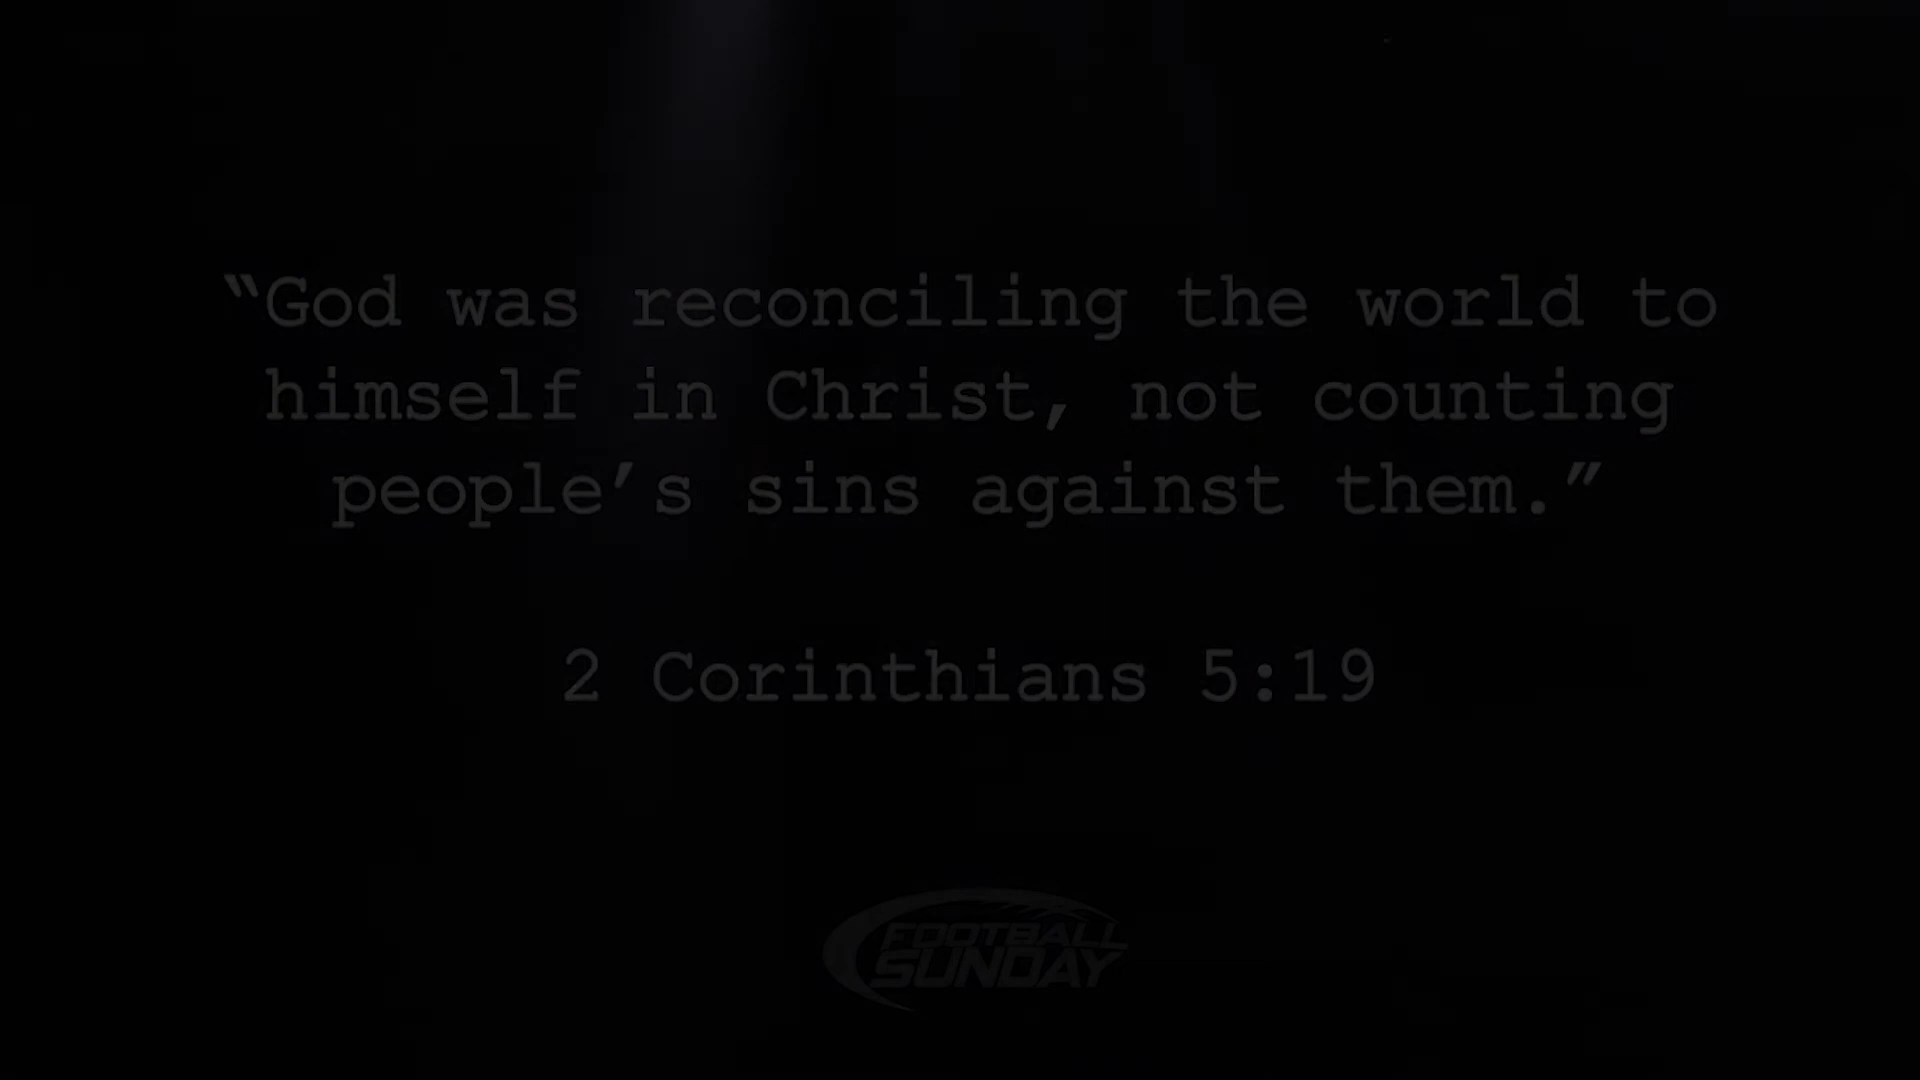 “God was reconciling the world to
himself in Christ, not counting
people’s sins against them.”
2 Corinthians 5:19
FOOTBALL
SUNDAY